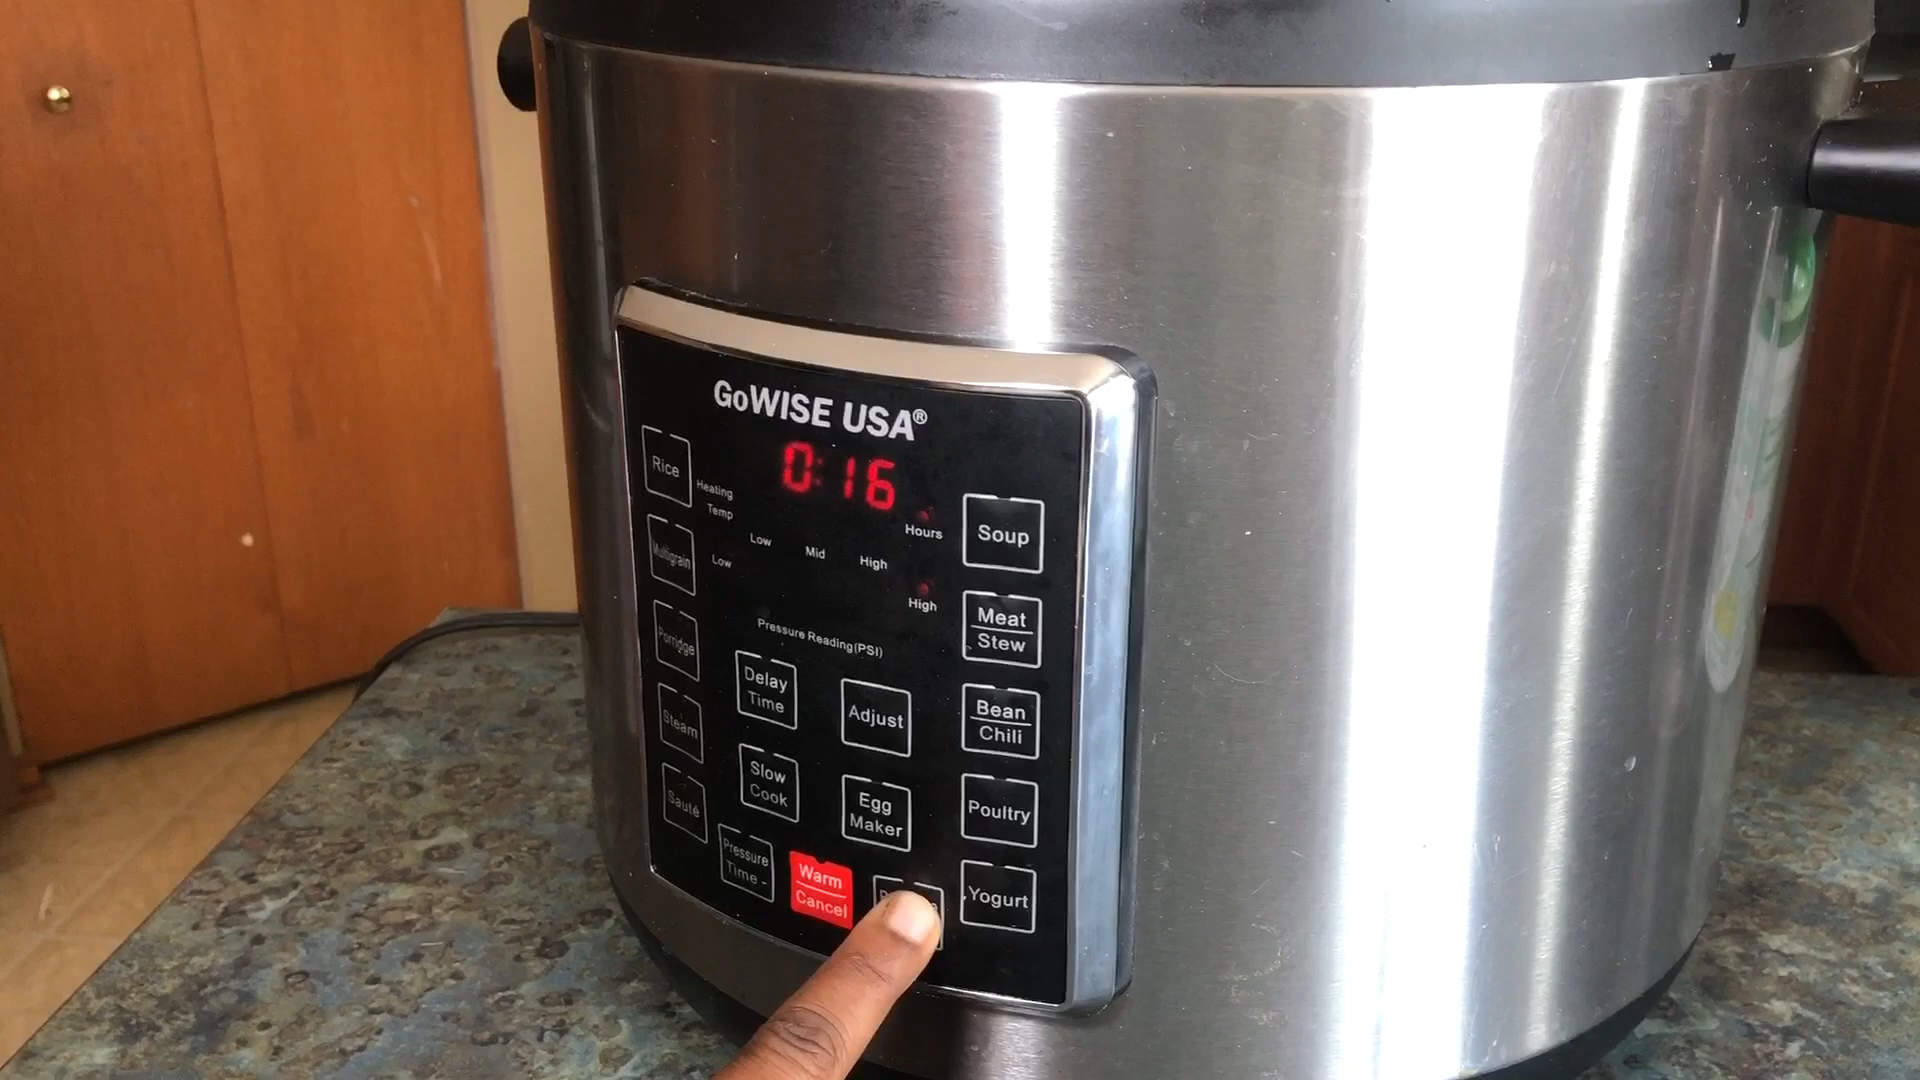 GoWISE USA®
0:16
Rice
Heating
Temp
Hours
Soup
Low
Mid
High
Multigrain
Low
High
Meat
Stew
Pressure Reading(PSI)
Porridge
Delay
Time
Adjust
Bean
Chili
Steam
Slow
Cook
Egg
Maker
Poultry
Sauté
Pressure
Time -
Warm
Cancel
Yogurt